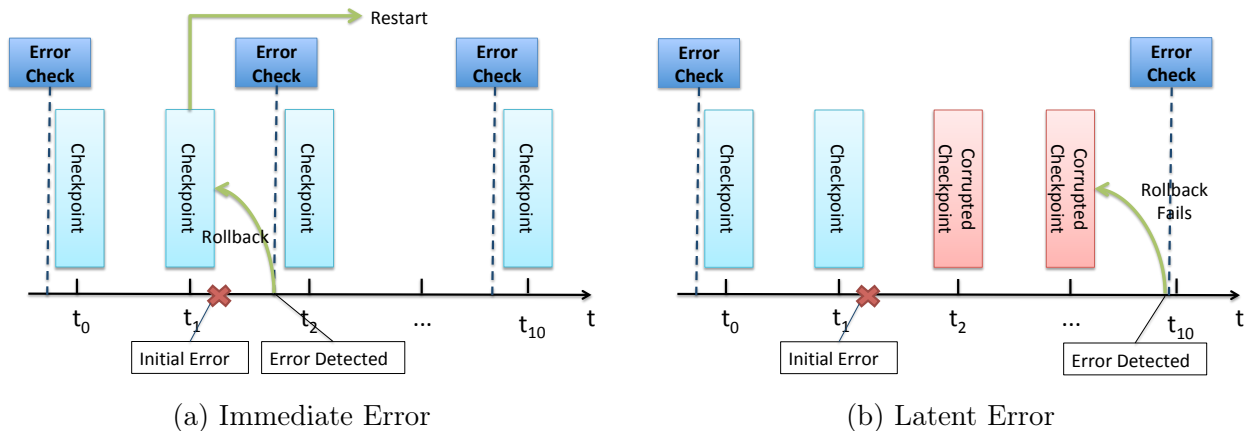 Restart
Error
Check
Error
Check
Error
Check
Checkpoint
Checkpoint
Checkpoint
Checkpoint
Rollback
t0
t1
t2
...
t10
t
Initial Error
Error Detected
(a) Immediate Error
Error
Check
Error
Check
Checkpoint
Checkpoint
Corrupted
Checkpoint
Corrupted
Checkpoint
Rollback
Fails
t0
t1
t2
...
t10
t
Initial Error
Error Detected
(b) Latent Error